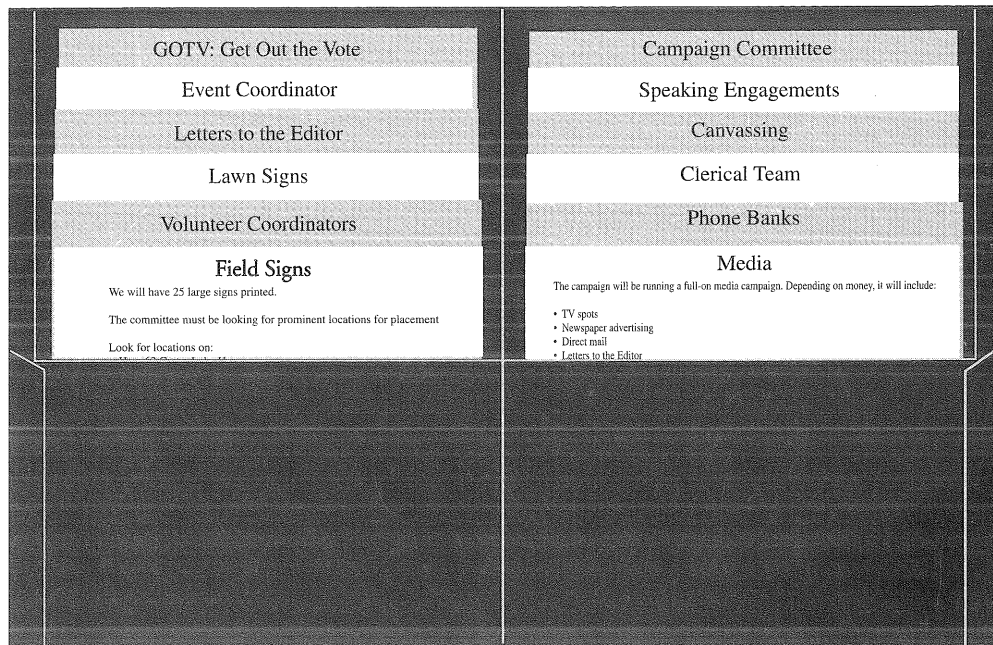 GOTV: Get Out the Vote
Event Coordinator
Letters to the Editor
Lawn Signs
Volunteer Coordinators
Field Signs
We will have 25 large signs printed.
The committee must be looking for prominent locations for placement
Look for locations on:
Campaign Committee
Speaking Engagements
Canvassing
Clerical Team
Phone Banks
Media
The campaign will be running a full-on media campaign. Depending on money, it will include:
• TV spots
• Newspaper advertising
• Direct mail
• Letters to the Editor